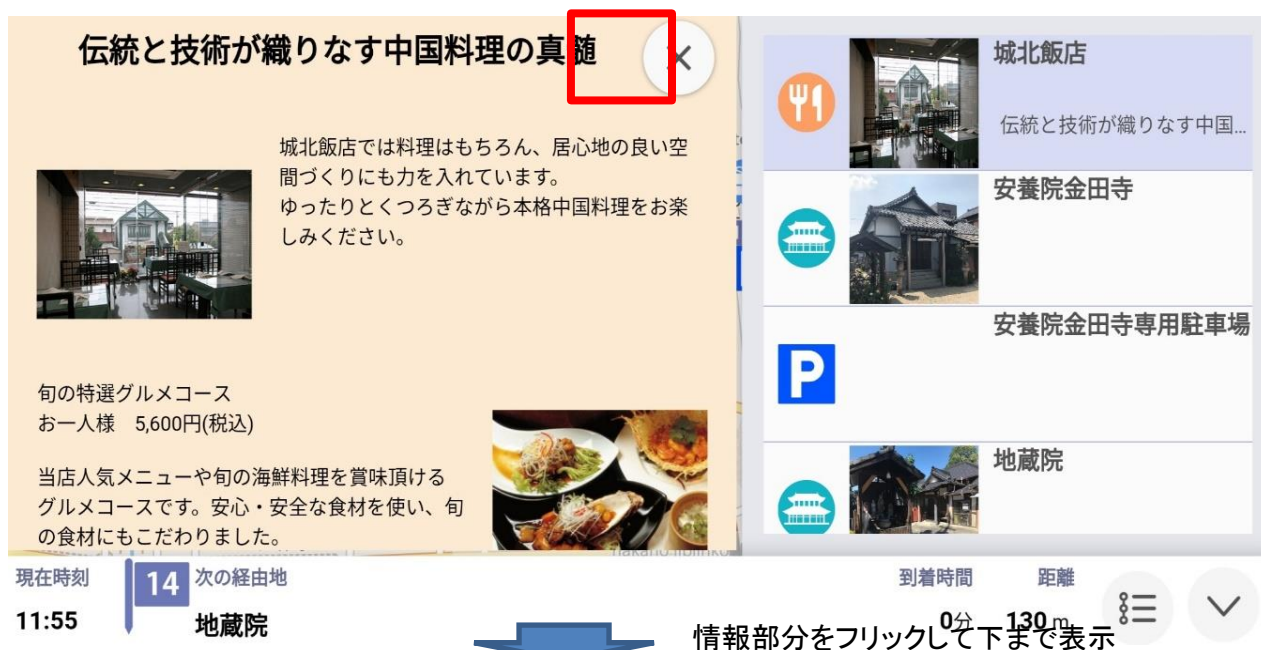 伝統と技術が織りなす中国料理の真髄
城北飯店では料理はもちろん、居心地の良い空
間づくりにも力を入れています。
ゆったりとくつろぎながら本格中国料理をお楽
しみください。
旬の特選グルメコース
お一人様 5,600円(税込)
当店人気メニューや旬の海鮮料理を賞味頂ける
グルメコースです。安心・安全な食材を使い、旬
の食材にもこだわりました。
城北飯店
伝統と技術が織りなす中国...
安養院金田寺
P
安養院金田寺専用駐車場
地蔵院
現在時刻
11:55
14
次の経由地
地蔵院
到着時間
0分
距離
130 m
情報部分をフリックして下まで表示